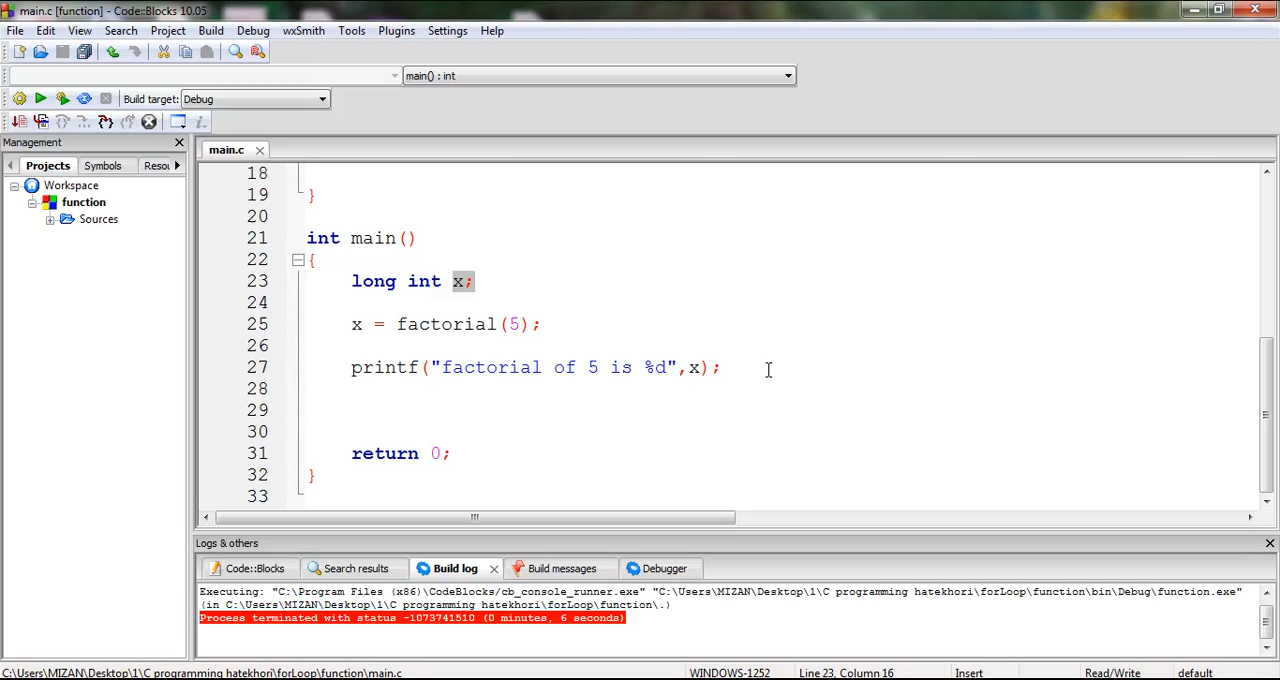 main.c [function] - Code::Blocks 10.05
File Edit View Search Project Build Debug wxSmith Tools Plugins Settings Help
main() : int
Build target: Debug
Management
Projects Symbols Resou
main.c
Workspace
function
Sources
18
19 }
20
21 int main()
22 {
23 long int x;
24
25 x = factorial(5);
26
27 printf("factorial of 5 is %d",x);
28
29
30
31 return 0;
32 }
33
Logs & others
Code::Blocks Search results Build log Build messages Debugger
Executing: "C:\Program Files (x86)\CodeBlocks/cb_console_runner.exe" "C:\Users\MIZAN\Desktop\1\C programming hatekhori\forLoop\function\bin\Debug\function.exe"
(in C:\Users\MIZAN\Desktop\1\C programming hatekhori\forLoop\function\.)
Process terminated with status -1073741510 (0 minutes, 6 seconds)
C:\Users\MIZAN\Desktop\1\C programming hatekhori\forLoop\function\main.c WINDOWS-1252 Line 23, Column 16 Insert Read/Write default